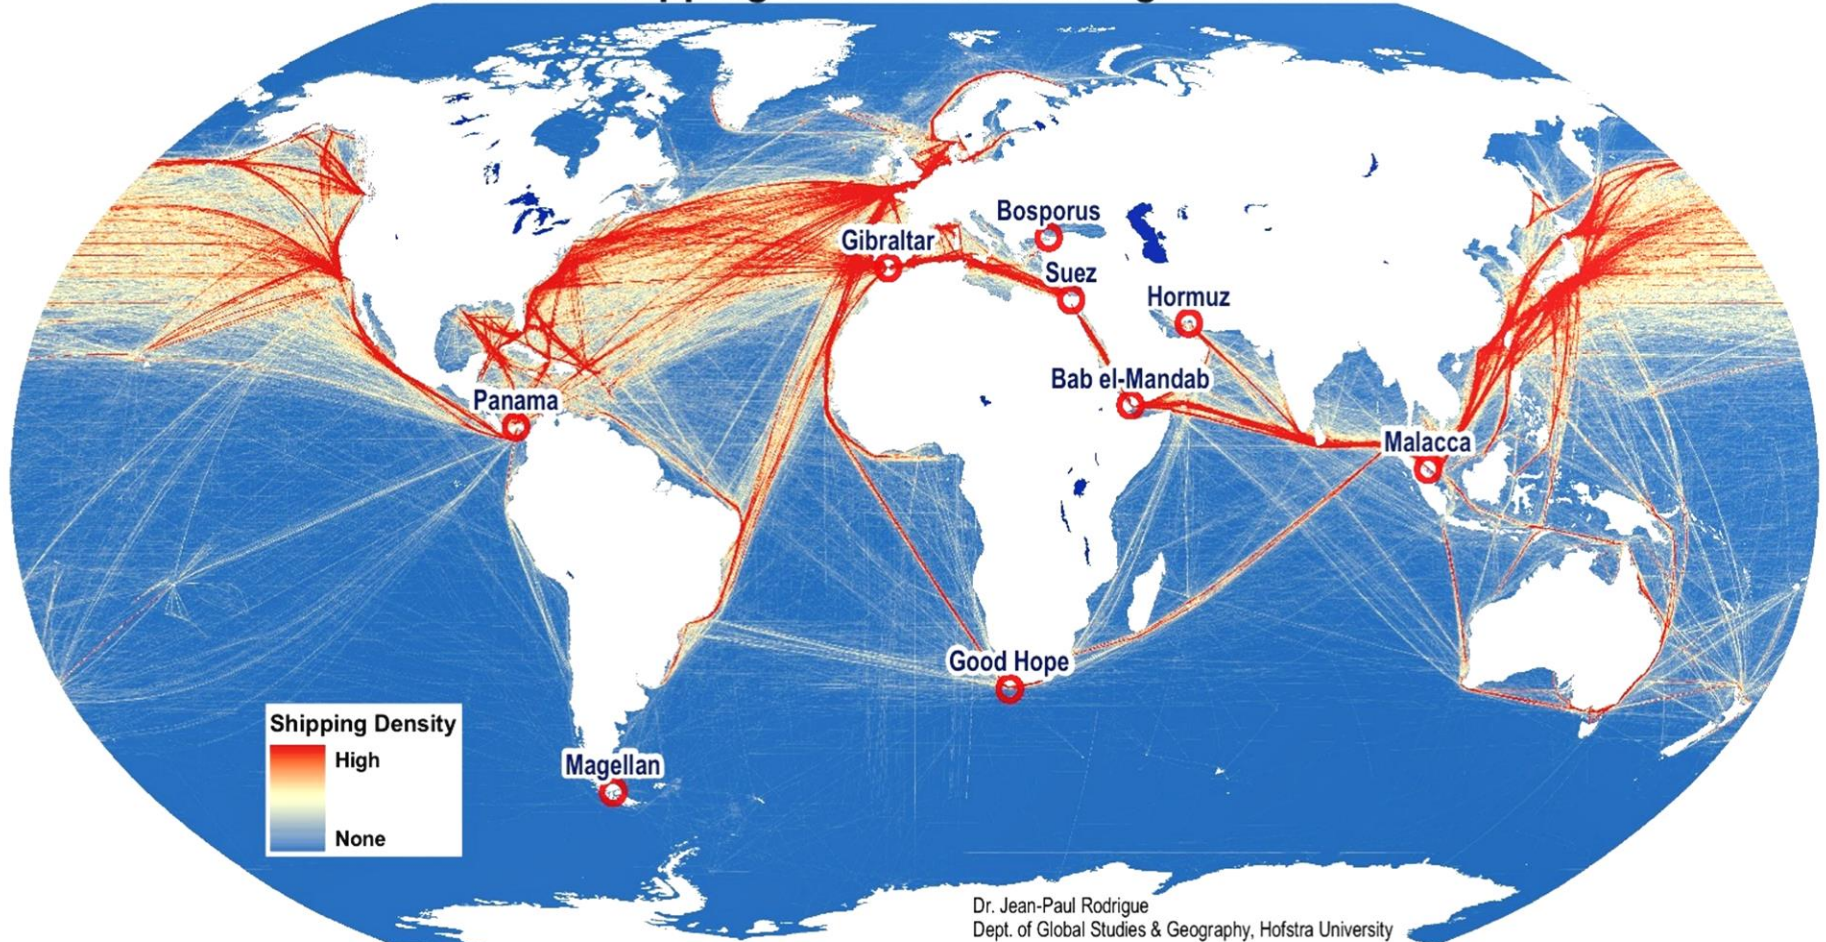 Bosporus
Gibraltar
Suez
Hormuz
Bab el-Mandab
Panama
Malacca
Good Hope
Shipping Density
High
None
Magellan
Dr. Jean-Paul Rodrigue
Dept. of Global Studies & Geography, Hofstra University